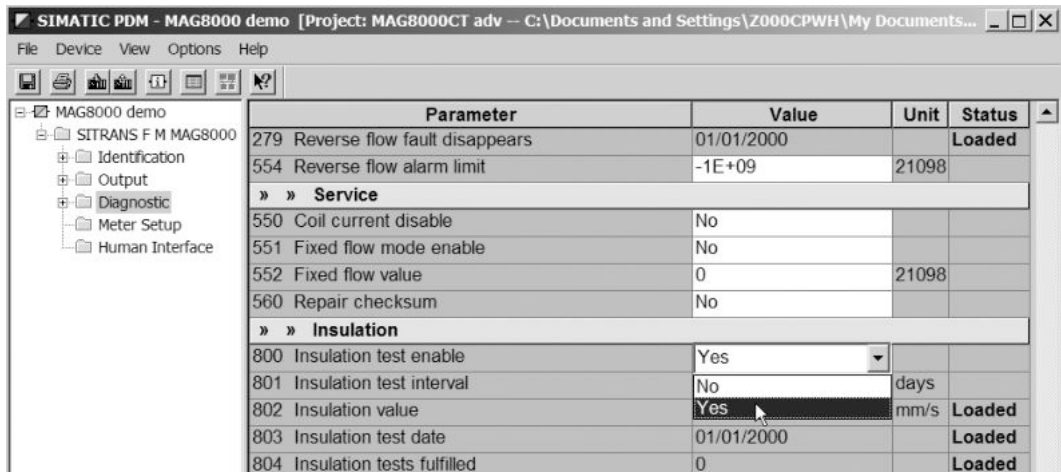 SIMATIC PDM - MAG8000 demo [Project: MAG8000CT adv -- C:\Documents and Settings\Z000CPWH\My Documents...
File Device View Options Help
MAG8000 demo
SITRANS F M MAG8000
Identification
Output
Diagnostic
Meter Setup
Human Interface
Parameter Value Unit Status
279 Reverse flow fault disappears 01/01/2000 Loaded
554 Reverse flow alarm limit -1E+09 21098
» » Service
550 Coil current disable No
551 Fixed flow mode enable No
552 Fixed flow value 0 21098
560 Repair checksum No
» » Insulation
800 Insulation test enable Yes
801 Insulation test interval No days
802 Insulation value Yes mm/s Loaded
803 Insulation test date 01/01/2000 Loaded
804 Insulation tests fulfilled 0 Loaded